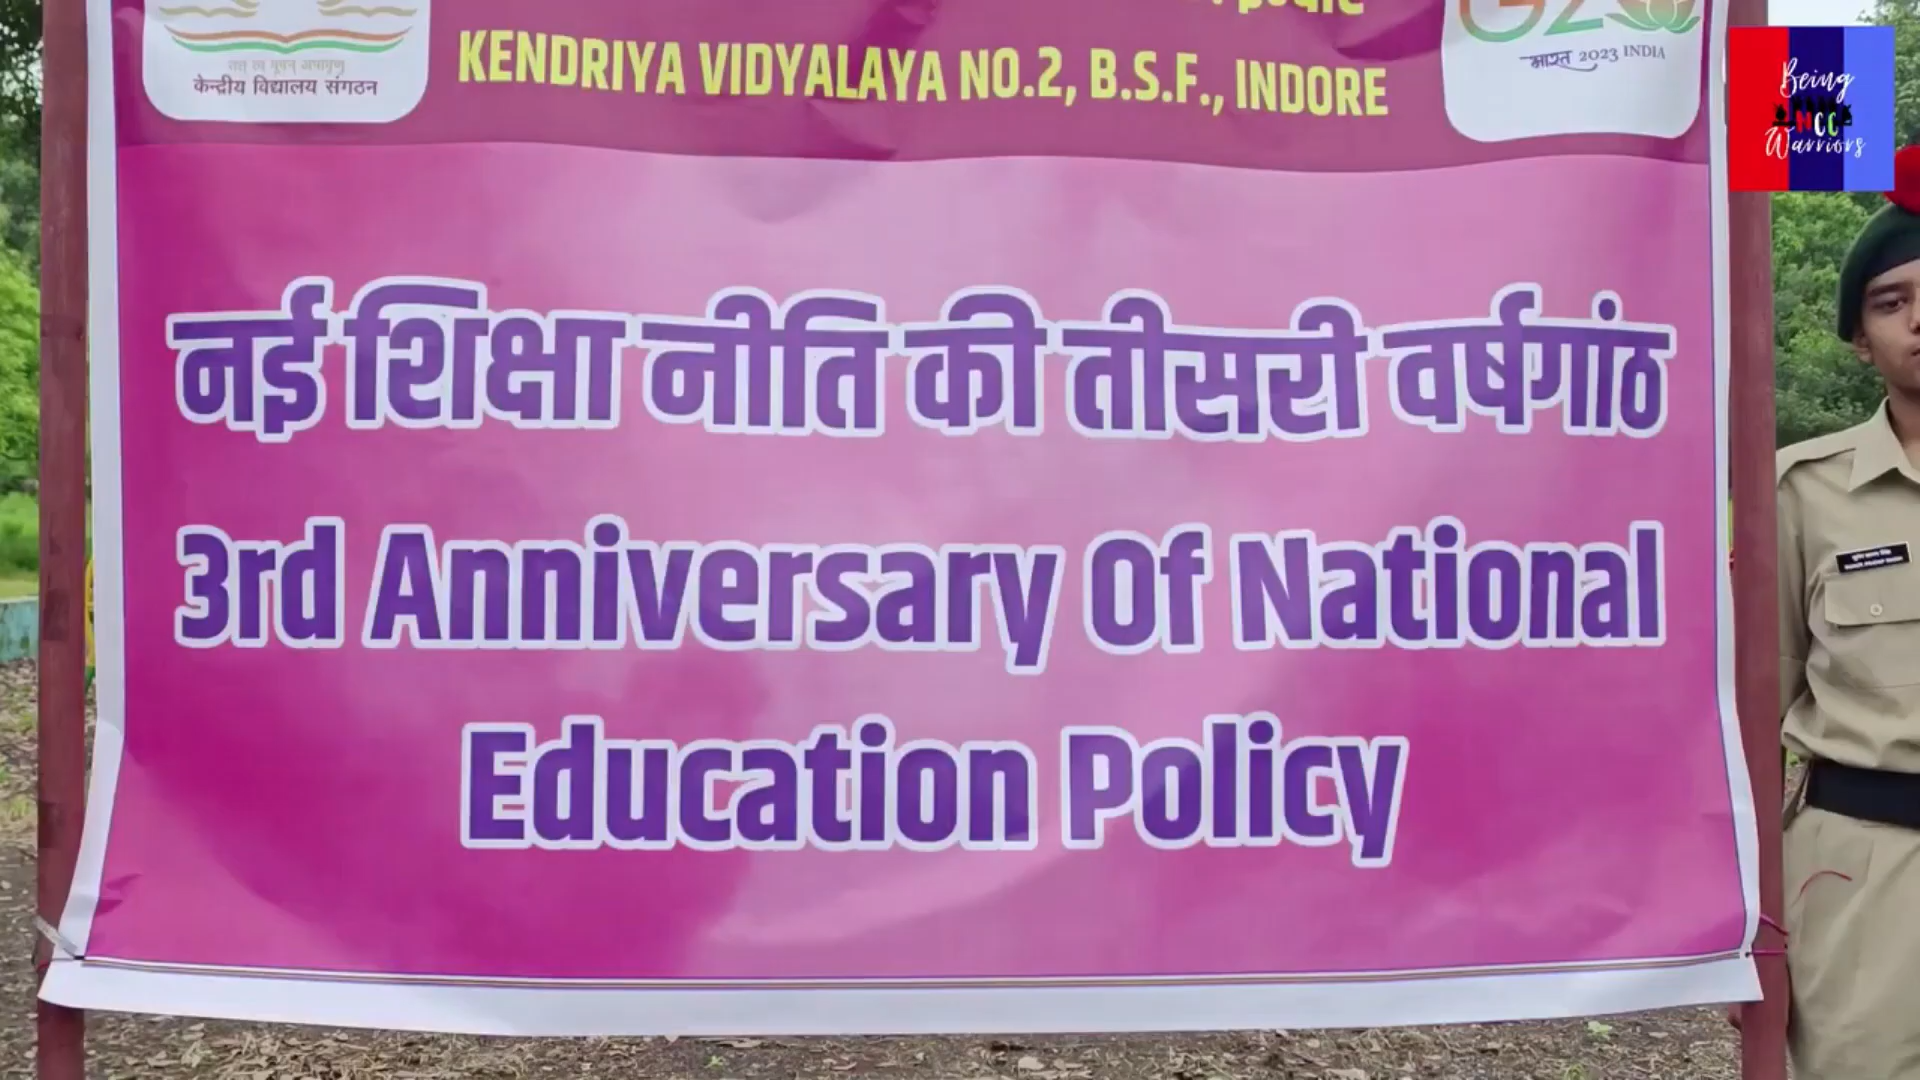 केन्द्रीय विद्यालय संगठन
KENDRIYA VIDYALAYA NO.2, B.S.F., INDORE
भारत 2023 INDIA
Being
NCC
Warriors
नई शिक्षा नीति की तीसरी वर्षगांठ
3rd Anniversary Of National
Education Policy